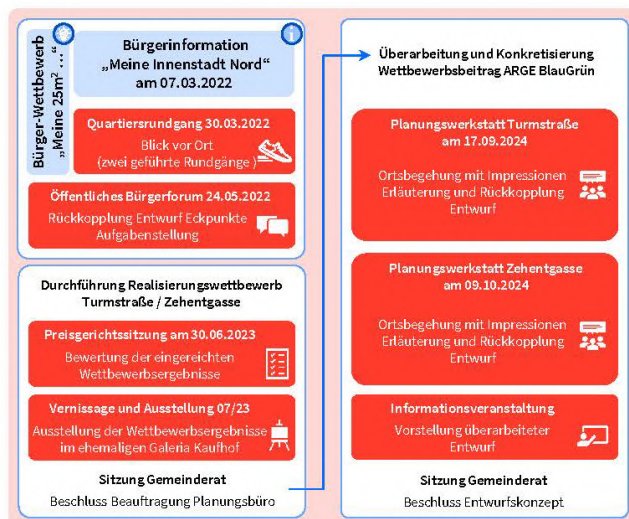 Bürger-Wettbewerb
„Meine 25m² ...“
Bürgerinformation
„Meine Innenstadt Nord“
am 07.03.2022
Quartiersrundgang 30.03.2022
Blick vor Ort
(zwei geführte Rundgänge)
Öffentliches Bürgerforum 24.05.2022
Rückkopplung Entwurf Eckpunkte
Aufgabenstellung
Durchführung Realisierungswettbewerb
Turmstraße / Zehentgasse
Preisgerichtssitzung am 30.06.2023
Bewertung der eingereichten
Wettbewerbsergebnisse
Vernissage und Ausstellung 07/23
Ausstellung der Wettbewerbsergebnisse
im ehemaligen Galeria Kaufhof
Sitzung Gemeinderat
Beschluss Beauftragung Planungsbüro
Überarbeitung und Konkretisierung
Wettbewerbsbeitrag ARGE BlauGrün
Planungswerkstatt Turmstraße
am 17.09.2024
Ortsbegehung mit Impressionen
Erläuterung und Rückkopplung
Entwurf
Planungswerkstatt Zehentgasse
am 09.10.2024
Ortsbegehung mit Impressionen
Erläuterung und Rückkopplung
Entwurf
Informationsveranstaltung
Vorstellung überarbeiteter
Entwurf
Sitzung Gemeinderat
Beschluss Entwurfskonzept